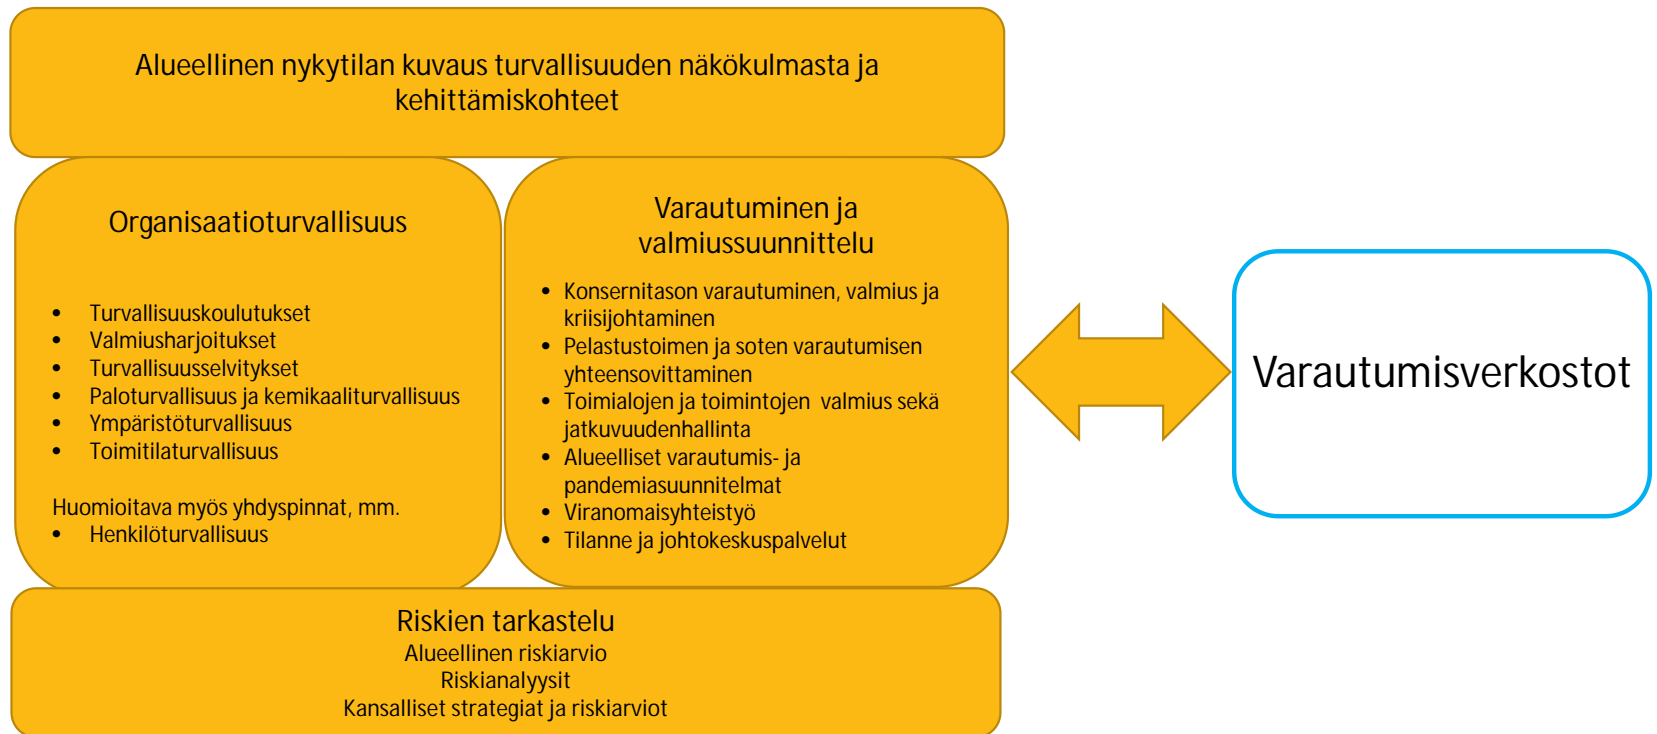 Alueellinen nykytilan kuvaus turvallisuuden näkökulmasta ja
kehittämiskohteet
Organisaatioturvallisuus
• Turvallisuuskoulutukset
• Valmiusharjoitukset
• Turvallisuusselvitykset
• Paloturvallisuus ja kemikaaliturvallisuus
• Ympäristöturvallisuus
• Toimitilaturvallisuus
Huomioitava myös yhdyspinnat, mm.
• Henkilöturvallisuus
Varautuminen ja
valmiussuunnittelu
• Konsernitason varautuminen, valmius ja
kriisijohtaminen
• Pelastustoimen ja soten varautumisen
yhteensovittaminen
• Toimialojen ja toimintojen valmius sekä
jatkuvuudenhallinta
• Alueelliset varautumis- ja
pandemiasuunnitelmat
• Viranomaisyhteistyö
• Tilanne ja johtokeskuspalvelut
Varautumisverkostot
Riskien tarkastelu
Alueellinen riskiarvio
Riskianalyysit
Kansalliset strategiat ja riskiarviot